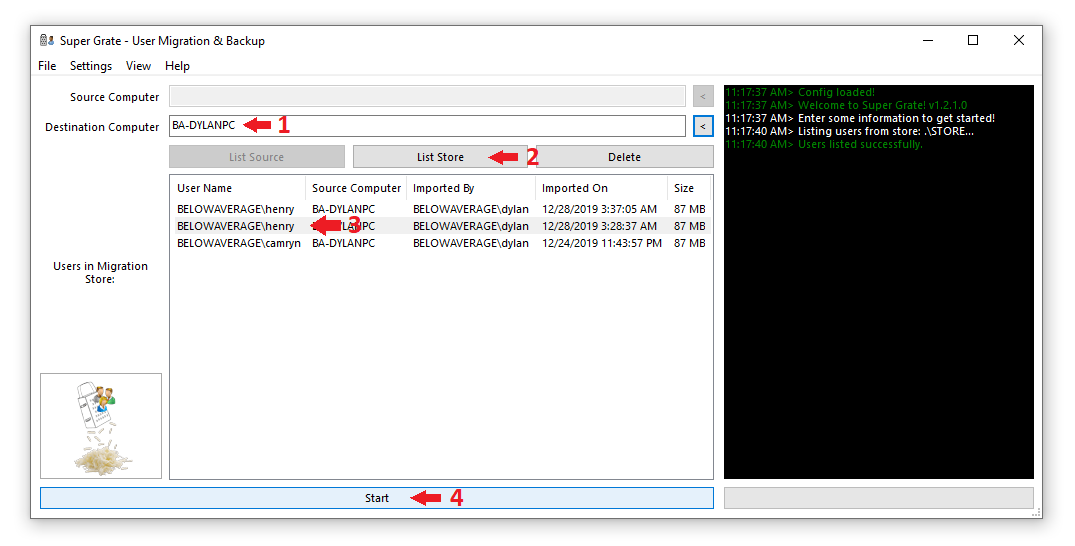 Super Grate - User Migration & Backup
File Settings View Help
Source Computer <
Destination Computer BA-DYLANPC 1 <
List Source List Store 2 Delete
User Name Source Computer Imported By Imported On Size
BELOWAVERAGE\henry BA-DYLANPC BELOWAVERAGE\dylan 12/28/2019 3:37:05 AM 87 MB
BELOWAVERAGE\henry 3 LANPC BELOWAVERAGE\dylan 12/28/2019 3:28:37 AM 87 MB
BELOWAVERAGE\camryn BA-DYLANPC BELOWAVERAGE\dylan 12/24/2019 11:43:57 PM 87 MB
Users in Migration
Store:
Start 4
11:17:37 AM> Config loaded!
11:17:37 AM> Welcome to Super Grate! v1.2.1.0
11:17:37 AM> Enter some information to get started!
11:17:40 AM> Listing users from store: .\STORE...
11:17:40 AM> Users listed successfully.